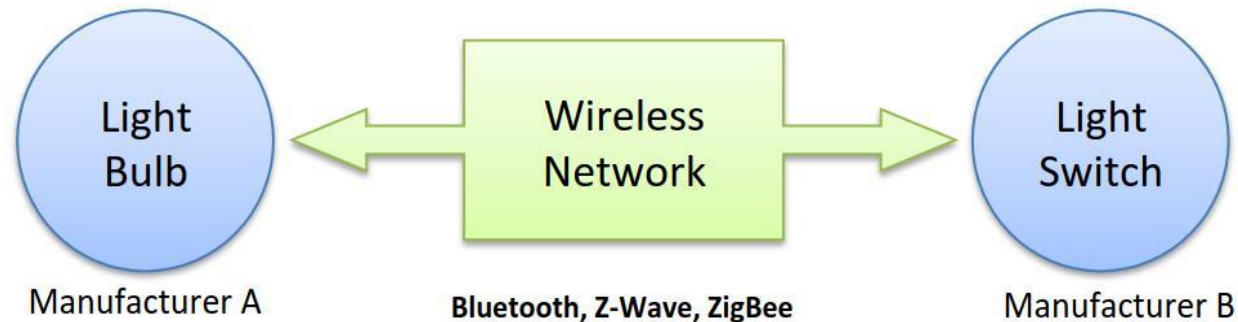 Light
Bulb
Wireless
Network
Light
Switch
Manufacturer A
Bluetooth, Z-Wave, ZigBee
Manufacturer B